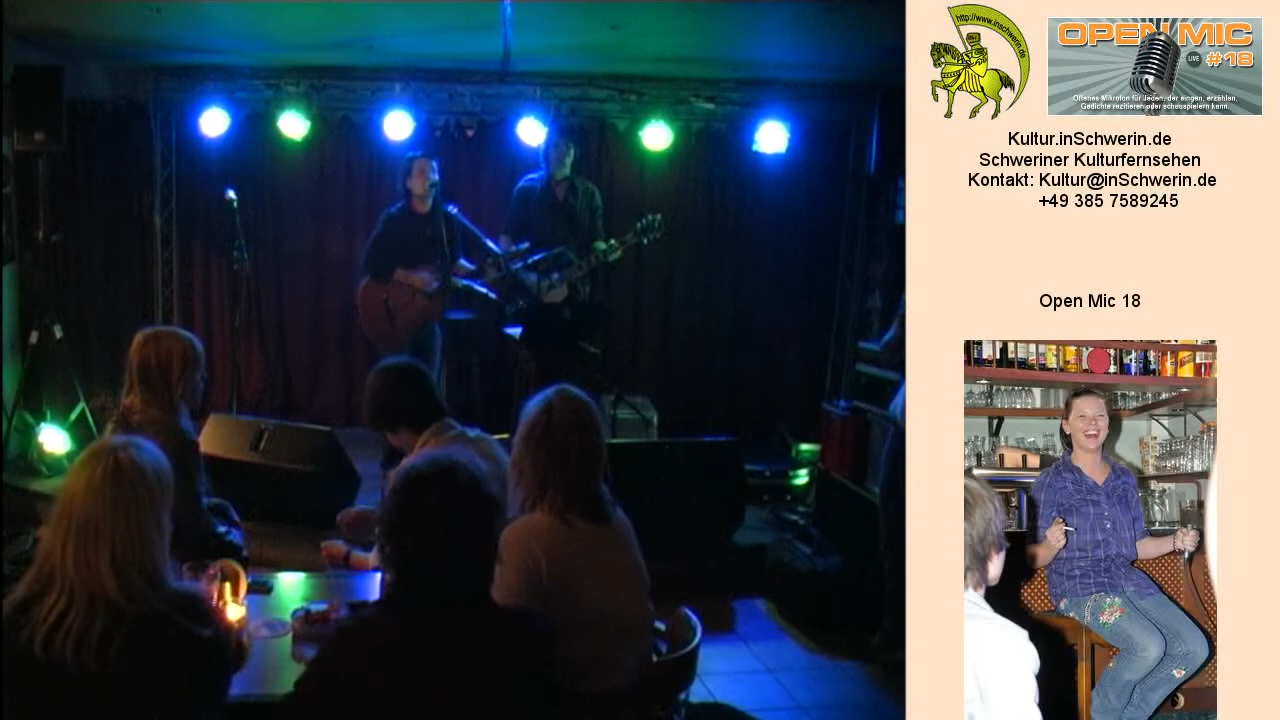 http://www.inschwerin.de
OPEN MIC
LIVE #18
Offenes Mikrofon für Jeden, der singen, erzählen,
Gedichte rezitieren oder schauspielern kann.
Kultur.inSchwerin.de
Schweriner Kulturfernsehen
Kontakt: Kultur@inSchwerin.de
+49 385 7589245
Open Mic 18